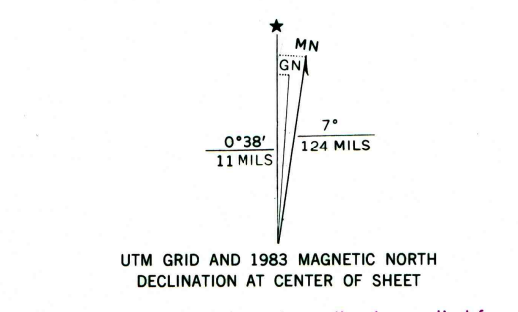 ★
MN
GN
0°38'
11 MILS
7°
124 MILS
UTM GRID AND 1983 MAGNETIC NORTH
DECLINATION AT CENTER OF SHEET